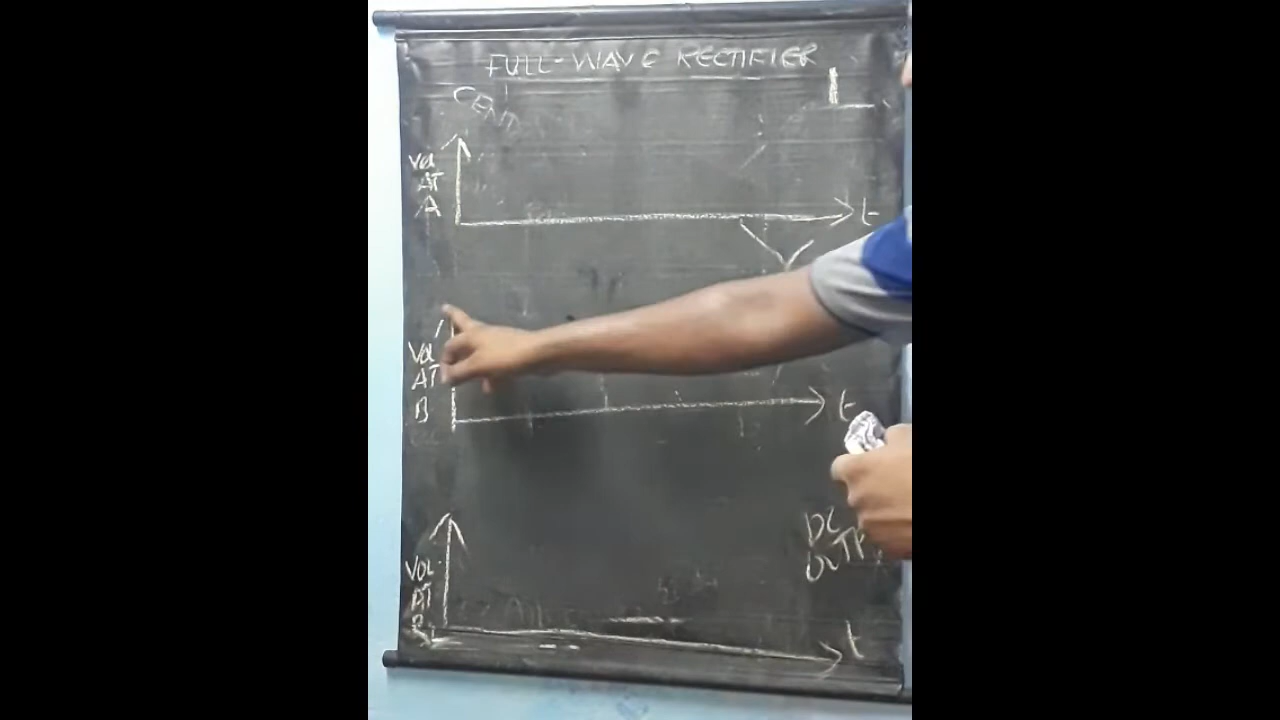 FULL-WAVE RECTIFIER
CENT
Vol
AT
A
t
Vol
AT
B
t
DC
OUTP
VOL
AT
t